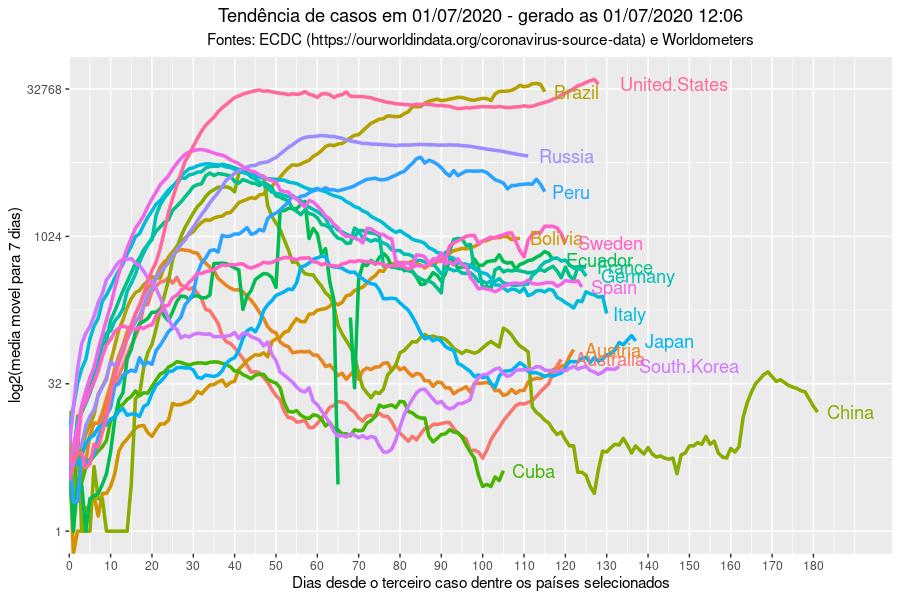 Tendência de casos em 01/07/2020 - gerado as 01/07/2020 12:06
Fontes: ECDC (https://ourworldindata.org/coronavirus-source-data) e Worldometers
log2(media movel para 7 dias)
32768
1024
32
1
United.States
Brazil
Russia
Peru
Bolivia
Sweden
Ecuador
France
Germany
Spain
Italy
Japan
Austria
Australia
South.Korea
China
Cuba
0 10 20 30 40 50 60 70 80 90 100 110 120 130 140 150 160 170 180
Dias desde o terceiro caso dentre os países selecionados